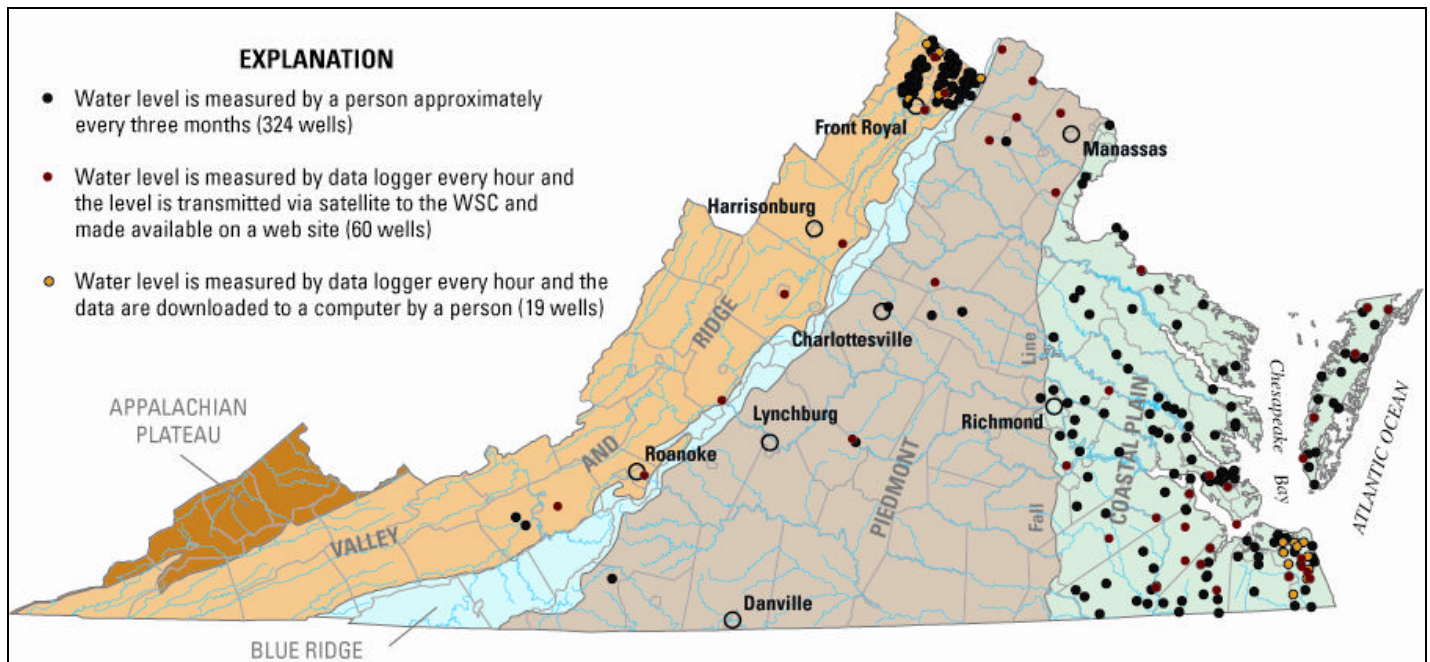 EXPLANATION
Water level is measured by a person approximately
every three months (324 wells)
Water level is measured by data logger every hour and
the level is transmitted via satellite to the WSC and
made available on a web site (60 wells)
Water level is measured by data logger every hour and the
data are downloaded to a computer by a person (19 wells)
Front Royal
Manassas
Harrisonburg
Charlottesville
Lynchburg
Richmond
Roanoke
Danville
APPALACHIAN
PLATEAU
VALLEY
AND
RIDGE
BLUE RIDGE
PIEDMONT
Fall
Line
COASTAL PLAIN
Chesapeake
Bay
ATLANTIC OCEAN